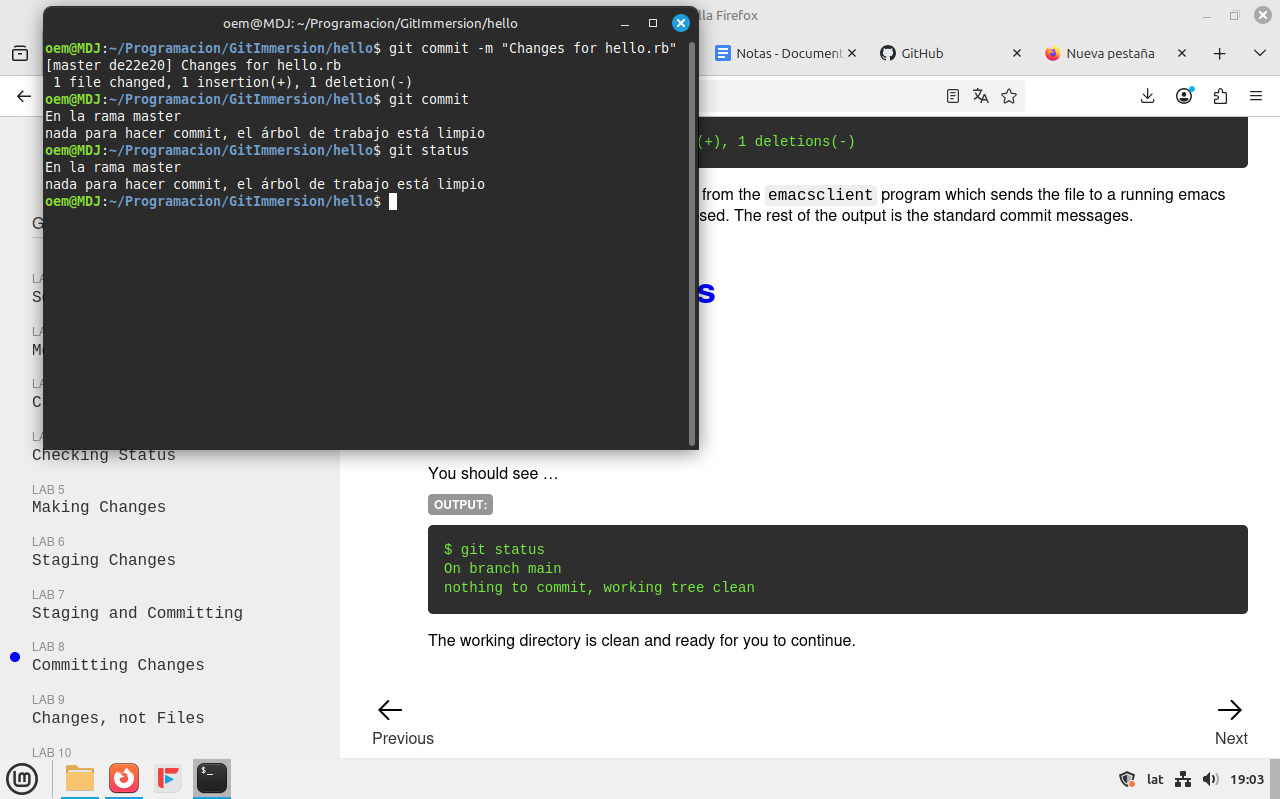 oem@MDJ: ~/Programacion/GitImmersion/hello
lla Firefox
Notas - Document
GitHub
Nueva pestaña
oem@MDJ:~/Programacion/GitImmersion/hello$ git commit -m "Changes for hello.rb"
[master de22e20] Changes for hello.rb
1 file changed, 1 insertion(+), 1 deletion(-)
oem@MDJ:~/Programacion/GitImmersion/hello$ git commit
En la rama master
nada para hacer commit, el árbol de trabajo está limpio
oem@MDJ:~/Programacion/GitImmersion/hello$ git status
En la rama master
nada para hacer commit, el árbol de trabajo está limpio
oem@MDJ:~/Programacion/GitImmersion/hello$
(+), 1 deletions(-)
from the emacsclient program which sends the file to a running emacs
sed. The rest of the output is the standard commit messages.
s
Checking Status
LAB 5
Making Changes
LAB 6
Staging Changes
LAB 7
Staging and Committing
LAB 8
Committing Changes
LAB 9
Changes, not Files
LAB 10
You should see …
OUTPUT:
$ git status
On branch main
nothing to commit, working tree clean
The working directory is clean and ready for you to continue.
Previous
Next
lat
19:03